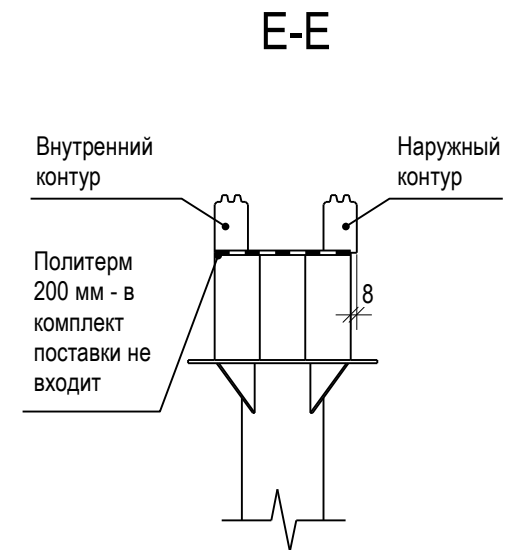 Е-Е
Внутренний
контур
Наружный
контур
Политерм
200 мм - в
комплект
поставки не
входит
8